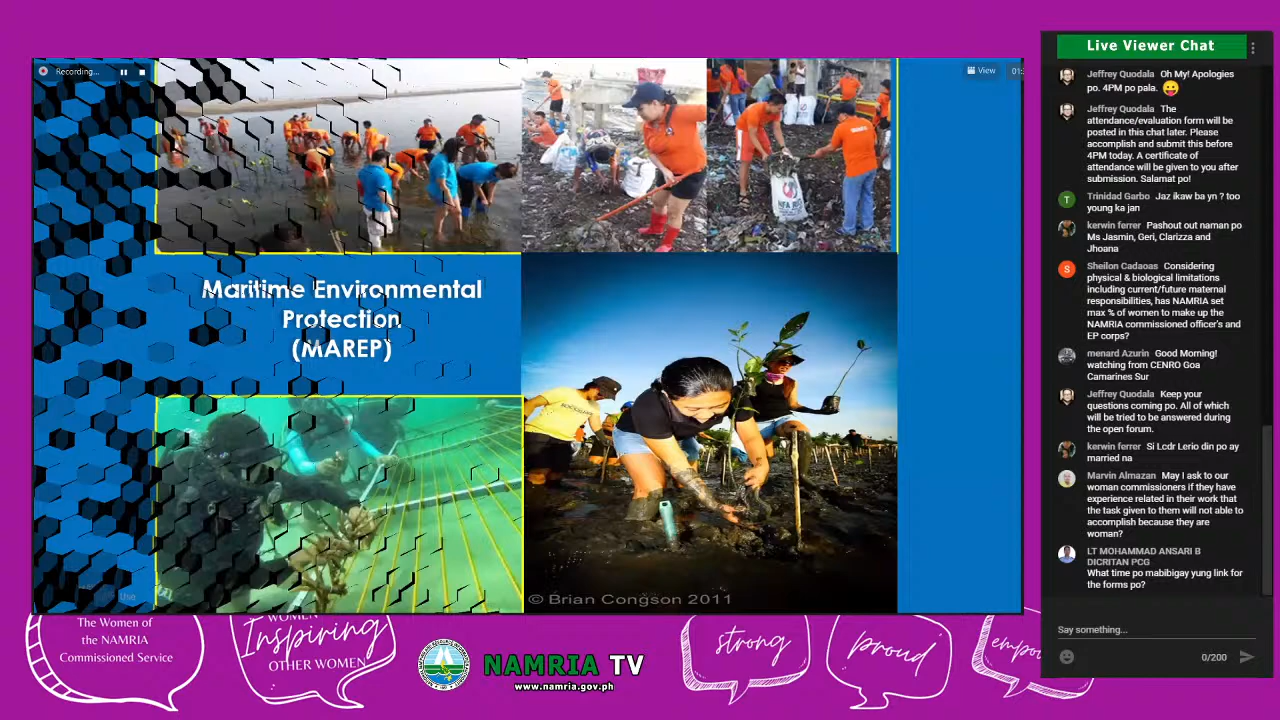 Recording...
View
01:
Maritime Environmental
Protection
(MAREP)
Use
© Brian Congson 2011
The Women of
the NAMRIA
Commissioned Service
WOMEN
Inspiring
OTHER WOMEN
NAMRIA TV
www.namria.gov.ph
strong
proud
empo
Live Viewer Chat
Jeffrey Quodala Oh My! Apologies
po. 4PM po pala.
Jeffrey Quodala The
attendance/evaluation form will be
posted in this chat later. Please
accomplish and submit this before
4PM today. A certificate of
attendance will be given to you after
submission. Salamat po!
T
Trinidad Garbo Jaz ikaw ba yn ? too
young ka jan
kerwin ferrer Pashout out naman po
Ms Jasmin, Geri, Clarizza and
Jhoana
S
Sheilon Cadaoas Considering
physical & biological limitations
including current/future maternal
responsibilities, has NAMRIA set
max % of women to make up the
NAMRIA commissioned officer's and
EP corps?
menard Azurin Good Morning!
watching from CENRO Goa
Camarines Sur
Jeffrey Quodala Keep your
questions coming po. All of which
will be tried to be answered during
the open forum.
kerwin ferrer Si Lcdr Lerio din po ay
married na
Marvin Almazan May I ask to our
woman commissioners if they have
experience related in their work that
the task given to them will not able to
accomplish because they are
woman?
LT MOHAMMAD ANSARI B
DICRITAN PCG
What time po mabibigay yung link for
the forms po?
Say something...
0/200